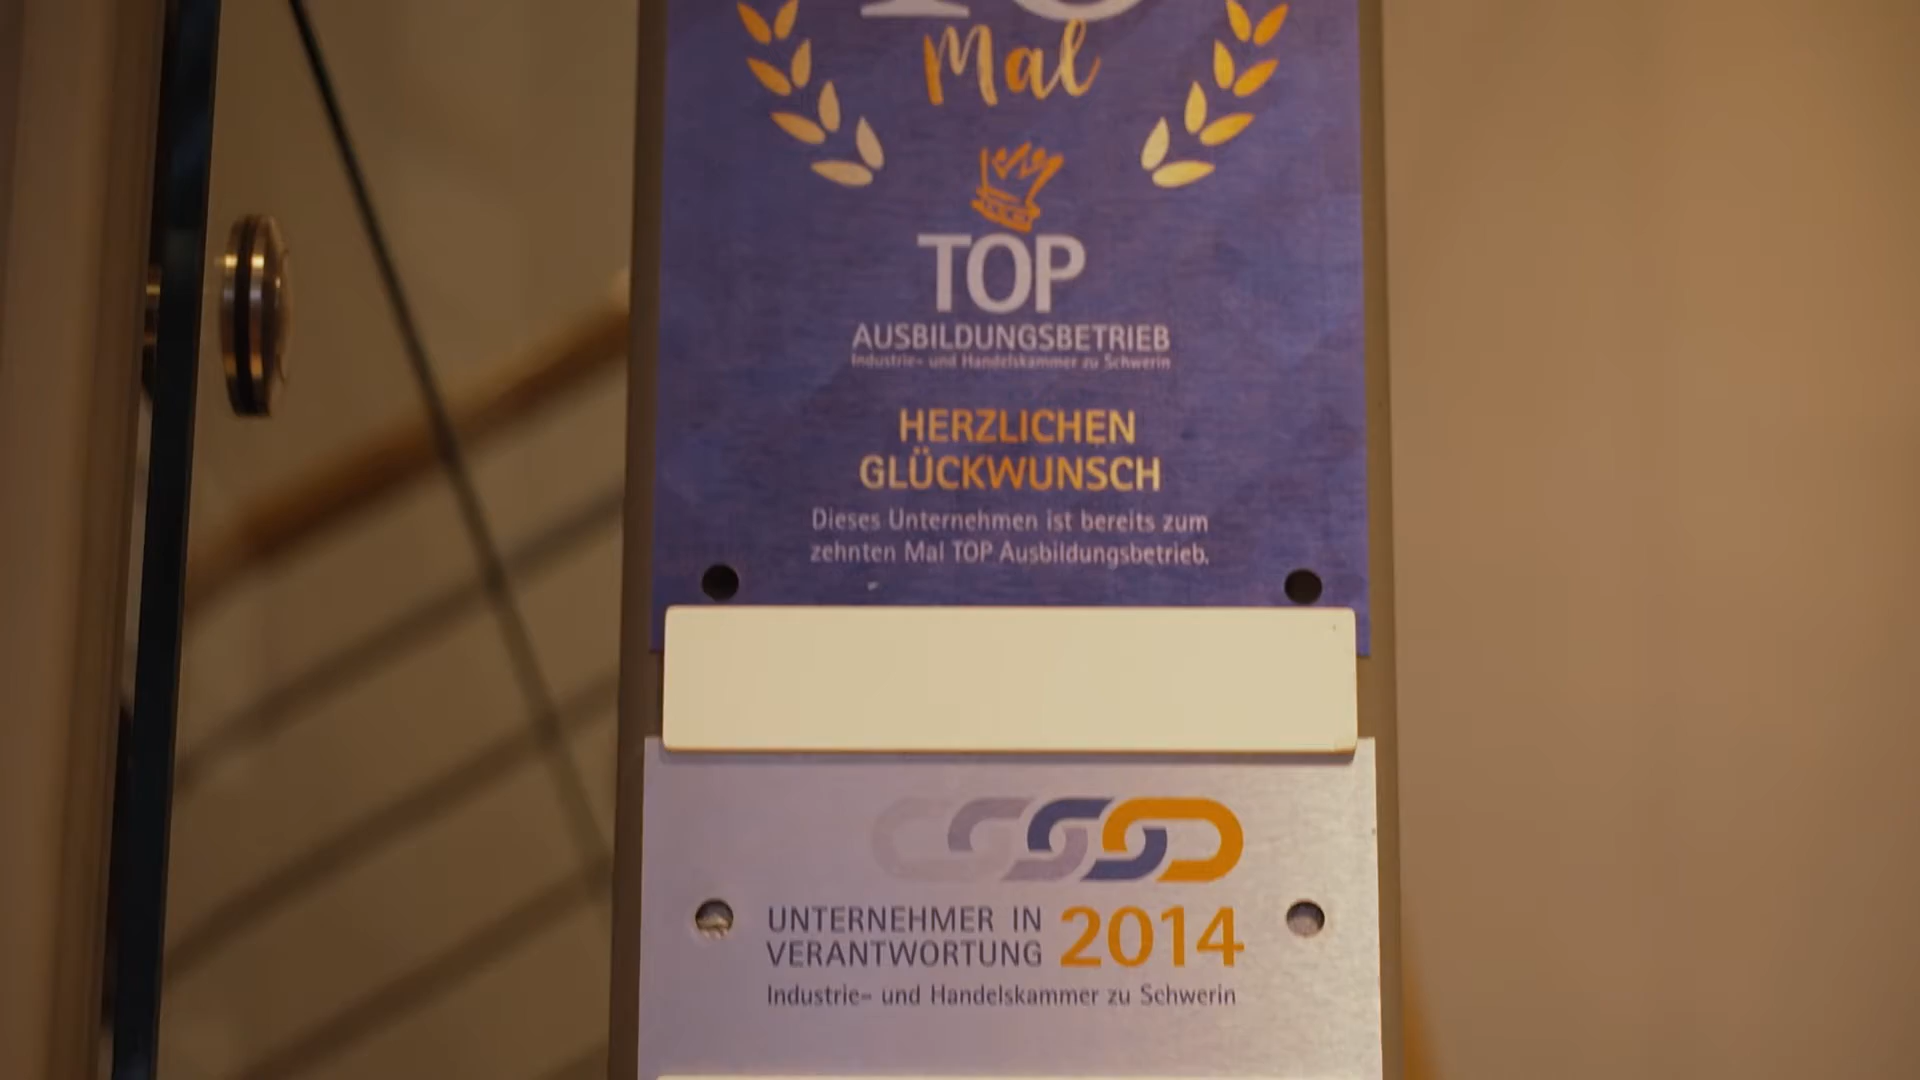 10
Mal
TOP
AUSBILDUNGSBETRIEB
Industrie- und Handelskammer zu Schwerin
HERZLICHEN
GLÜCKWUNSCH
Dieses Unternehmen ist bereits zum
zehnten Mal TOP Ausbildungsbetrieb.
UNTERNEHMER IN
VERANTWORTUNG 2014
Industrie- und Handelskammer zu Schwerin